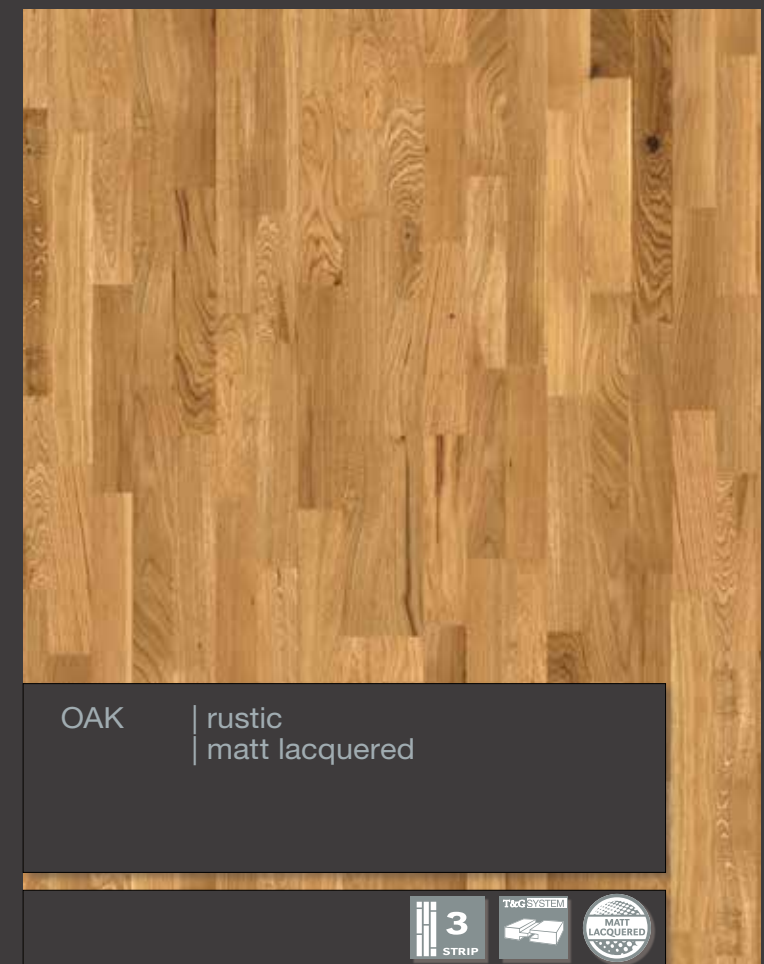 OAK | rustic
| matt lacquered
3
STRIP
T&G SYSTEM
MATT
LACQUERED